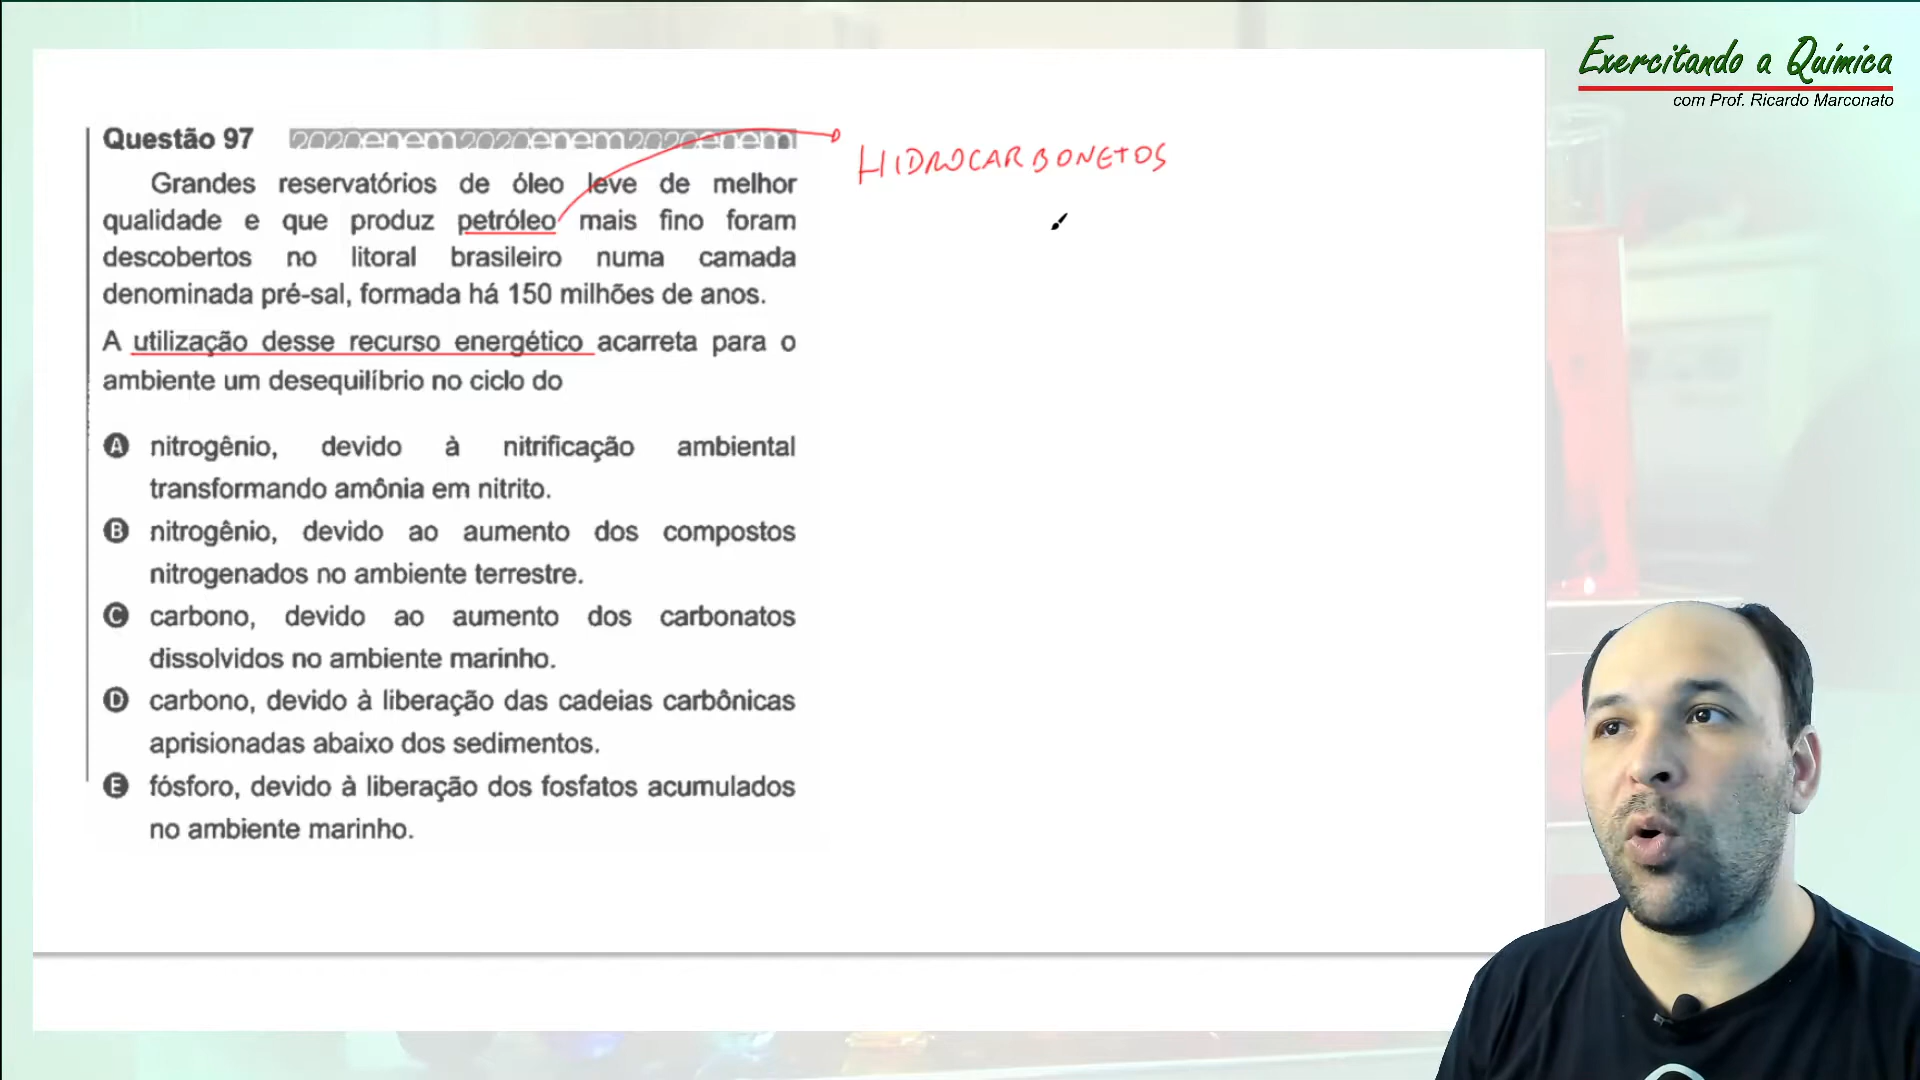 Exercitando a Química
com Prof. Ricardo Marconato
Questão 97 2020enem2020enem2020enem
HIDROCARBONETOS
Grandes reservatórios de óleo leve de melhor
qualidade e que produz petróleo mais fino foram
descobertos no litoral brasileiro numa camada
denominada pré-sal, formada há 150 milhões de anos.
A utilização desse recurso energético acarreta para o
ambiente um desequilíbrio no ciclo do
A nitrogênio, devido à nitrificação ambiental
transformando amônia em nitrito.
B nitrogênio, devido ao aumento dos compostos
nitrogenados no ambiente terrestre.
C carbono, devido ao aumento dos carbonatos
dissolvidos no ambiente marinho.
D carbono, devido à liberação das cadeias carbônicas
aprisionadas abaixo dos sedimentos.
E fósforo, devido à liberação dos fosfatos acumulados
no ambiente marinho.